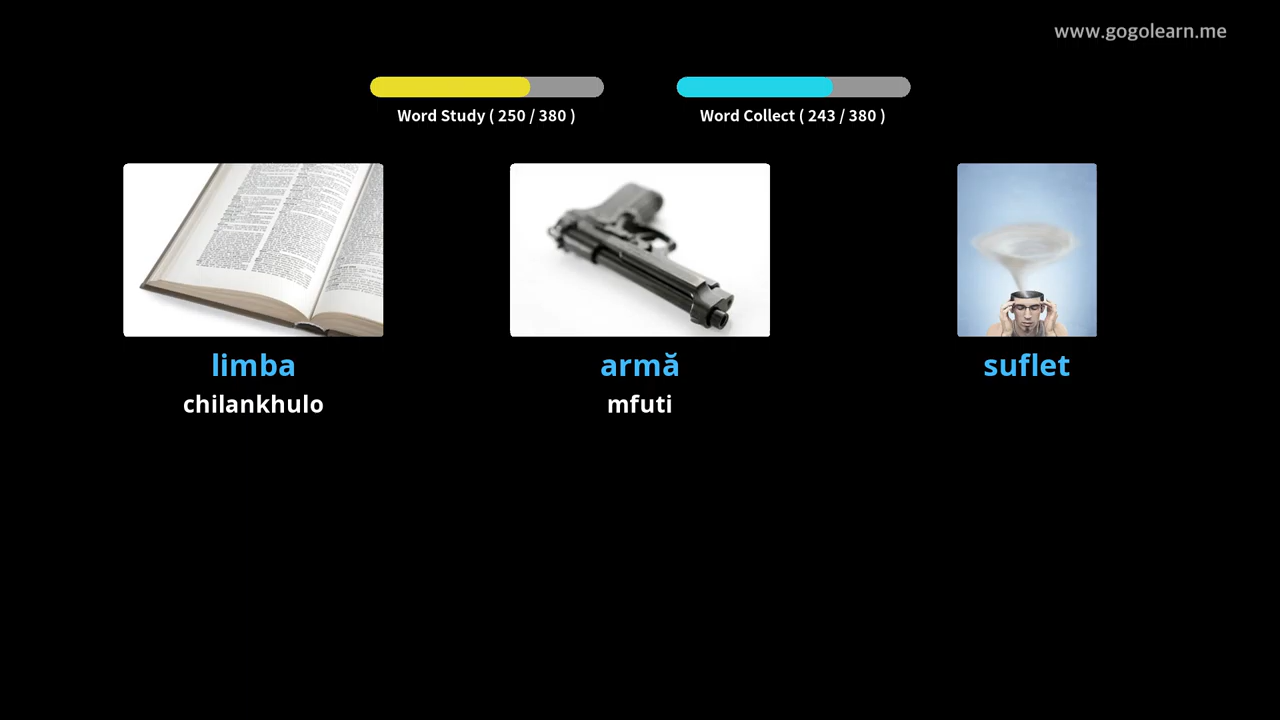 www.gogolearn.me
Word Study ( 250 / 380 )
Word Collect ( 243 / 380 )
limba
armă
suflet
chilankhulo
mfuti